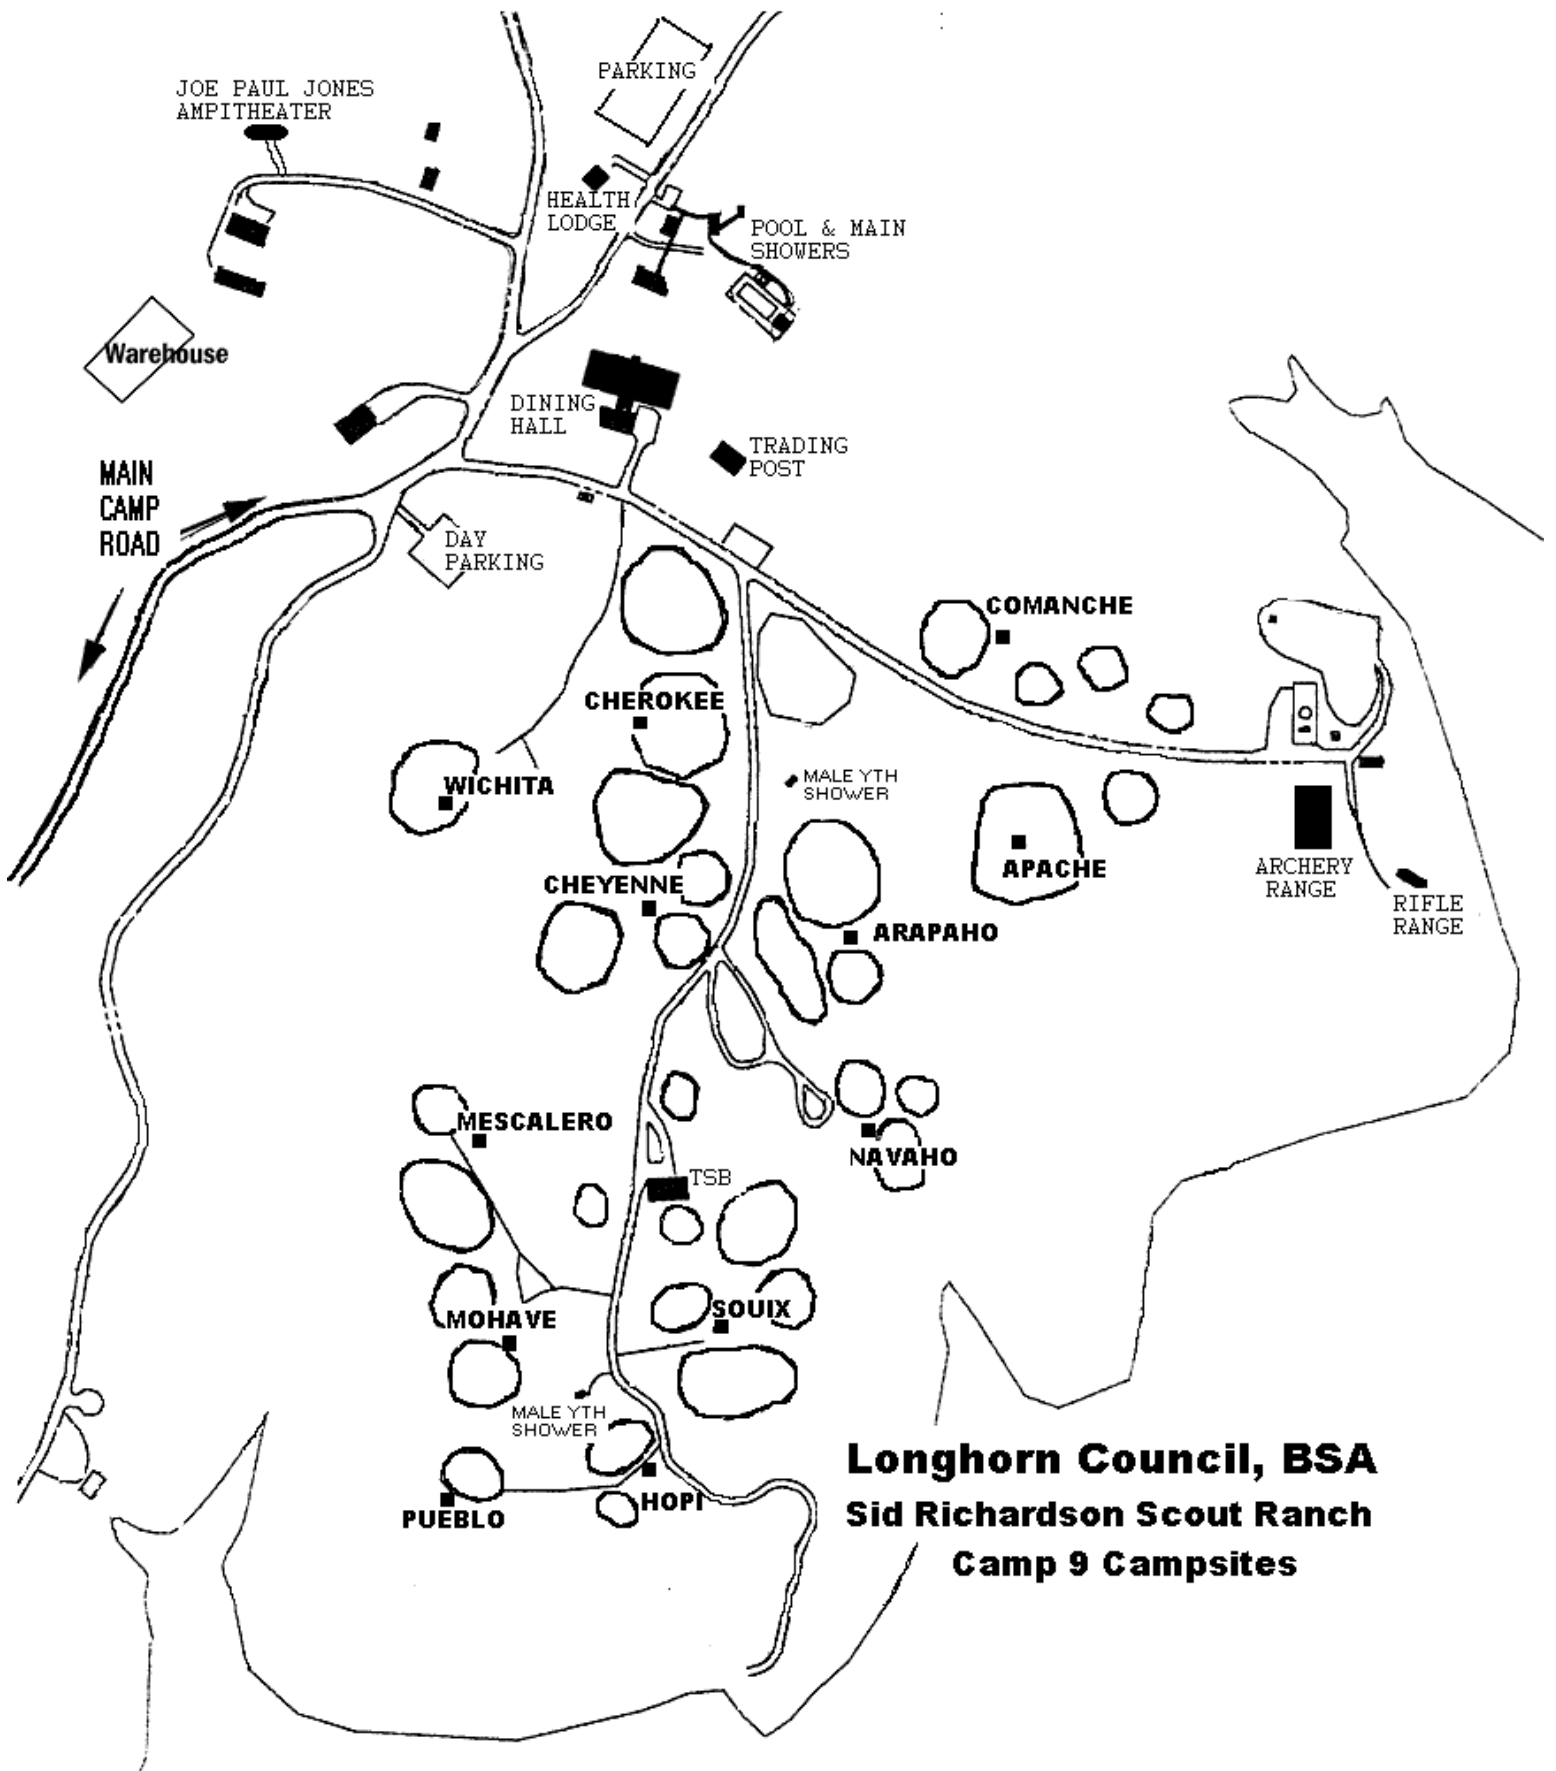 PARKING
JOE PAUL JONES
AMPITHEATER
HEALTH
LODGE
POOL & MAIN
SHOWERS
Warehouse
DINING
HALL
TRADING
POST
MAIN
CAMP
ROAD
DAY
PARKING
COMANCHE
CHEROKEE
WICHITA
MALE YTH
SHOWER
APACHE
ARCHERY
RANGE
CHEYENNE
RIFLE
RANGE
ARAPAHO
MESCALERO
NAVAHO
TSB
SOUIX
MOHAVE
MALE YTH
SHOWER
HOPI
PUEBLO
Longhorn Council, BSA
Sid Richardson Scout Ranch
Camp 9 Campsites